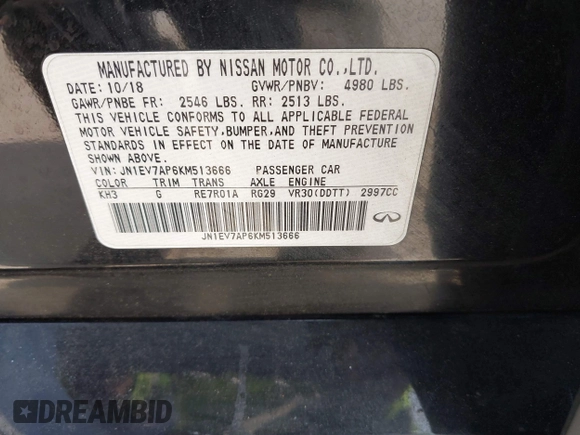 MANUFACTURED BY NISSAN MOTOR CO.,LTD.
DATE: 10/18 GVWR/PNBV: 4980 LBS.
GAWR/PNBE FR: 2546 LBS. RR: 2513 LBS.
THIS VEHICLE CONFORMS TO ALL APPLICABLE FEDERAL
MOTOR VEHICLE SAFETY,BUMPER,AND THEFT PREVENTION
STANDARDS IN EFFECT ON THE DATE OF MANUFACTURE
SHOWN ABOVE.
VIN: JN1EV7AP6KM513666 PASSENGER CAR
COLOR TRIM TRANS AXLE ENGINE
KH3 G RE7R01A RG29 VR30(DDTT) 2997CC
JN1EV7AP6KM513666
DREAMBID